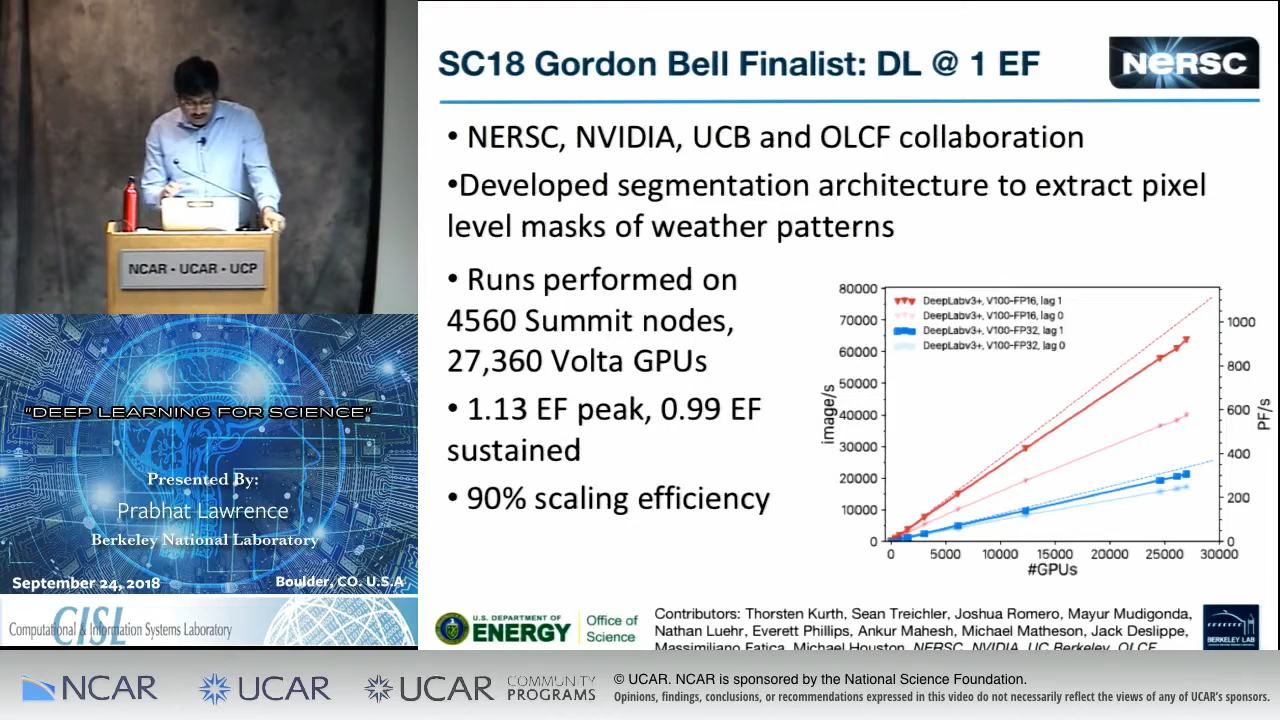 SC18 Gordon Bell Finalist: DL @ 1 EF
NERSC
• NERSC, NVIDIA, UCB and OLCF collaboration
•Developed segmentation architecture to extract pixel
level masks of weather patterns
• Runs performed on
4560 Summit nodes,
27,360 Volta GPUs
• 1.13 EF peak, 0.99 EF
sustained
• 90% scaling efficiency
DeepLabv3+, V100-FP16, lag 1
DeepLabv3+, V100-FP16, lag 0
DeepLabv3+, V100-FP32, lag 1
DeepLabv3+, V100-FP32, lag 0
80000
70000
60000
50000
40000
30000
20000
10000
0
image/s
1000
800
600
400
200
0
PF/s
0 5000 10000 15000 20000 25000 30000
#GPUs
NCAR • UCAR • UCP
"DEEP LEARNING FOR SCIENCE"
Presented By:
Prabhat Lawrence
Berkeley National Laboratory
September 24, 2018
Boulder, CO. U.S.A
CISL
Computational & Information Systems Laboratory
U.S. DEPARTMENT OF
ENERGY
Office of
Science
Contributors: Thorsten Kurth, Sean Treichler, Joshua Romero, Mayur Mudigonda,
Nathan Luehr, Everett Phillips, Ankur Mahesh, Michael Matheson, Jack Deslippe,
Massimiliano Fatica, Michael Houston, NERSC, NVIDIA, UC Berkeley, OLCF
BERKELEY LAB
NCAR
UCAR
UCAR
COMMUNITY
PROGRAMS
© UCAR. NCAR is sponsored by the National Science Foundation.
Opinions, findings, conclusions, or recommendations expressed in this video do not necessarily reflect the views of any of UCAR's sponsors.